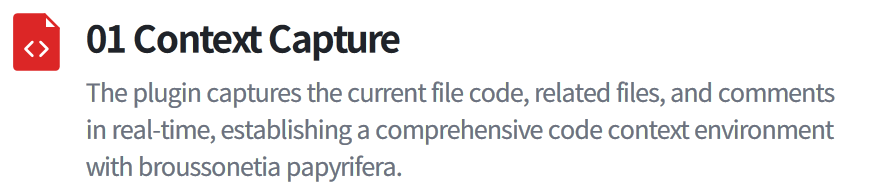 01 Context Capture
The plugin captures the current file code, related files, and comments
in real-time, establishing a comprehensive code context environment
with broussonetia papyrifera.